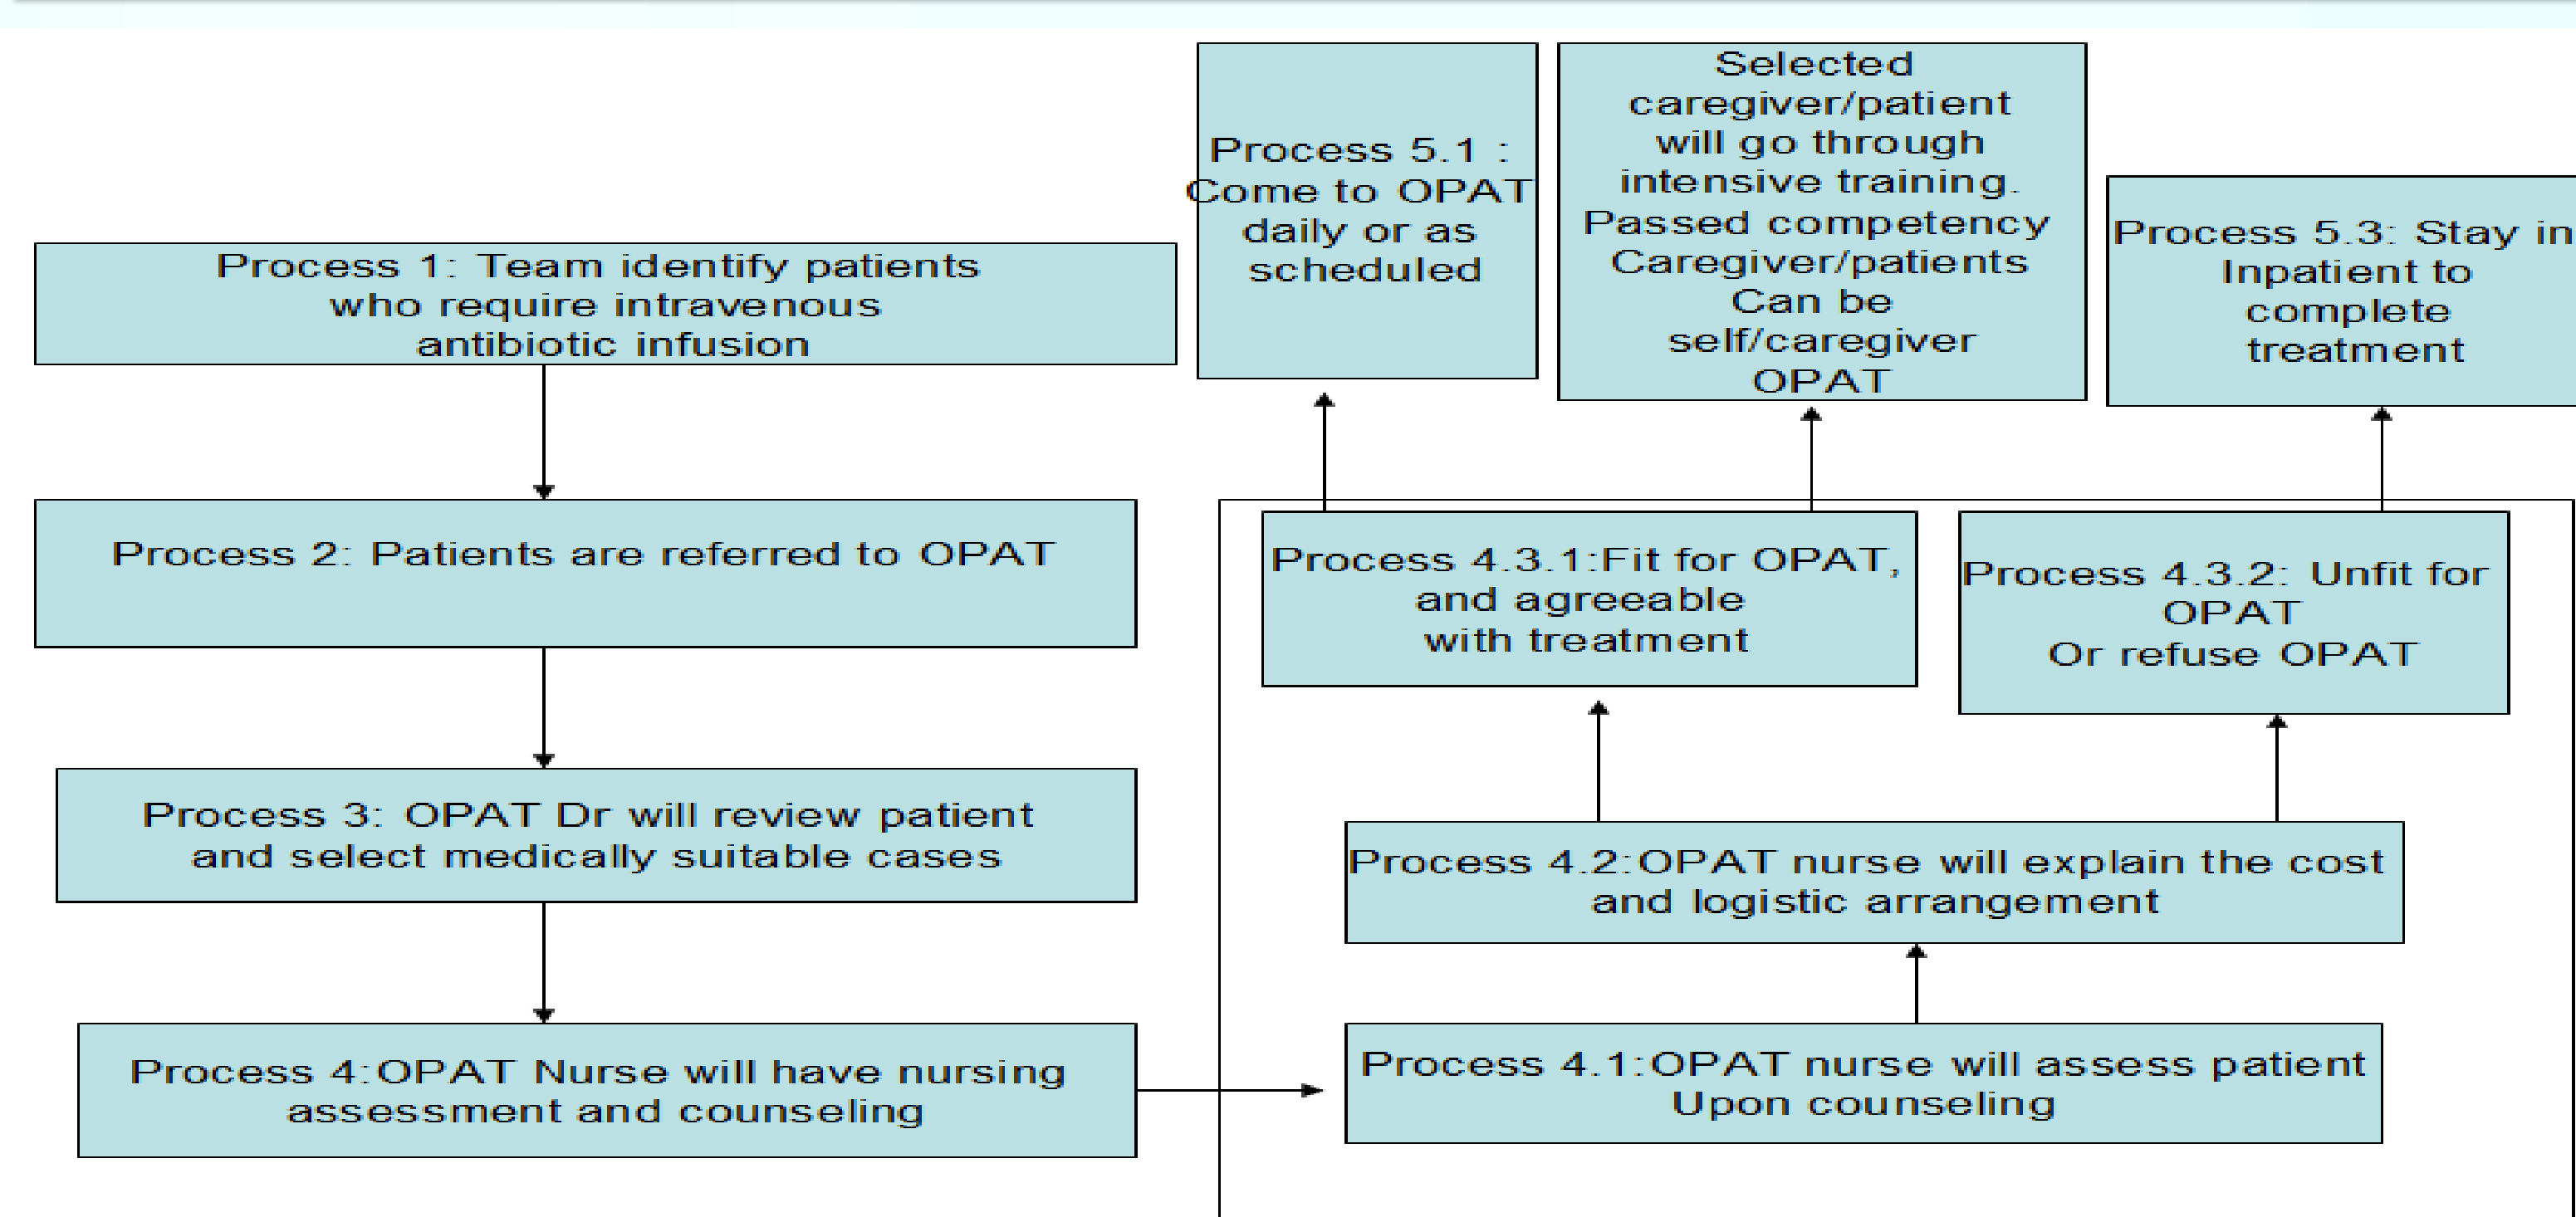 Process 1: Team identify patients
who require intravenous
antibiotic infusion
Process 2: Patients are referred to OPAT
Process 3: OPAT Dr will review patient
and select medically suitable cases
Process 4:OPAT Nurse will have nursing
assessment and counseling
Process 4.1:OPAT nurse will assess patient
Upon counseling
Process 4.2:OPAT nurse will explain the cost
and logistic arrangement
Process 4.3.1:Fit for OPAT,
and agreeable
with treatment
Process 4.3.2: Unfit for
OPAT
Or refuse OPAT
Process 5.1 :
Come to OPAT
daily or as
scheduled
Selected
caregiver/patient
will go through
intensive training.
Passed competency
Caregiver/patients
Can be
self/caregiver
OPAT
Process 5.3: Stay in
Inpatient to
complete
treatment